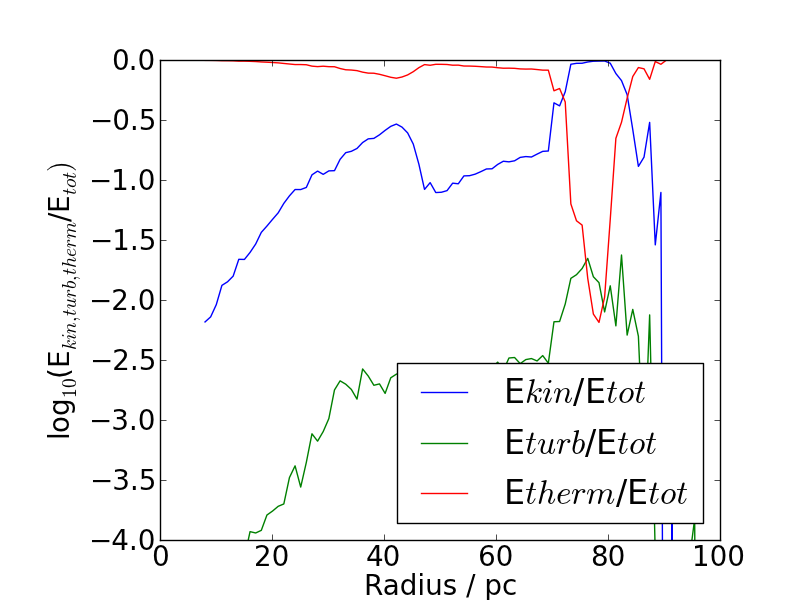 0.0
−0.5
−1.0
−1.5
−2.0
−2.5
−3.0
−3.5
−4.0
log10(Ekin,turb,therm/Etot)
Ekin/Etot
Eturb/Etot
Etherm/Etot
0 20 40 60 80 100
Radius / pc